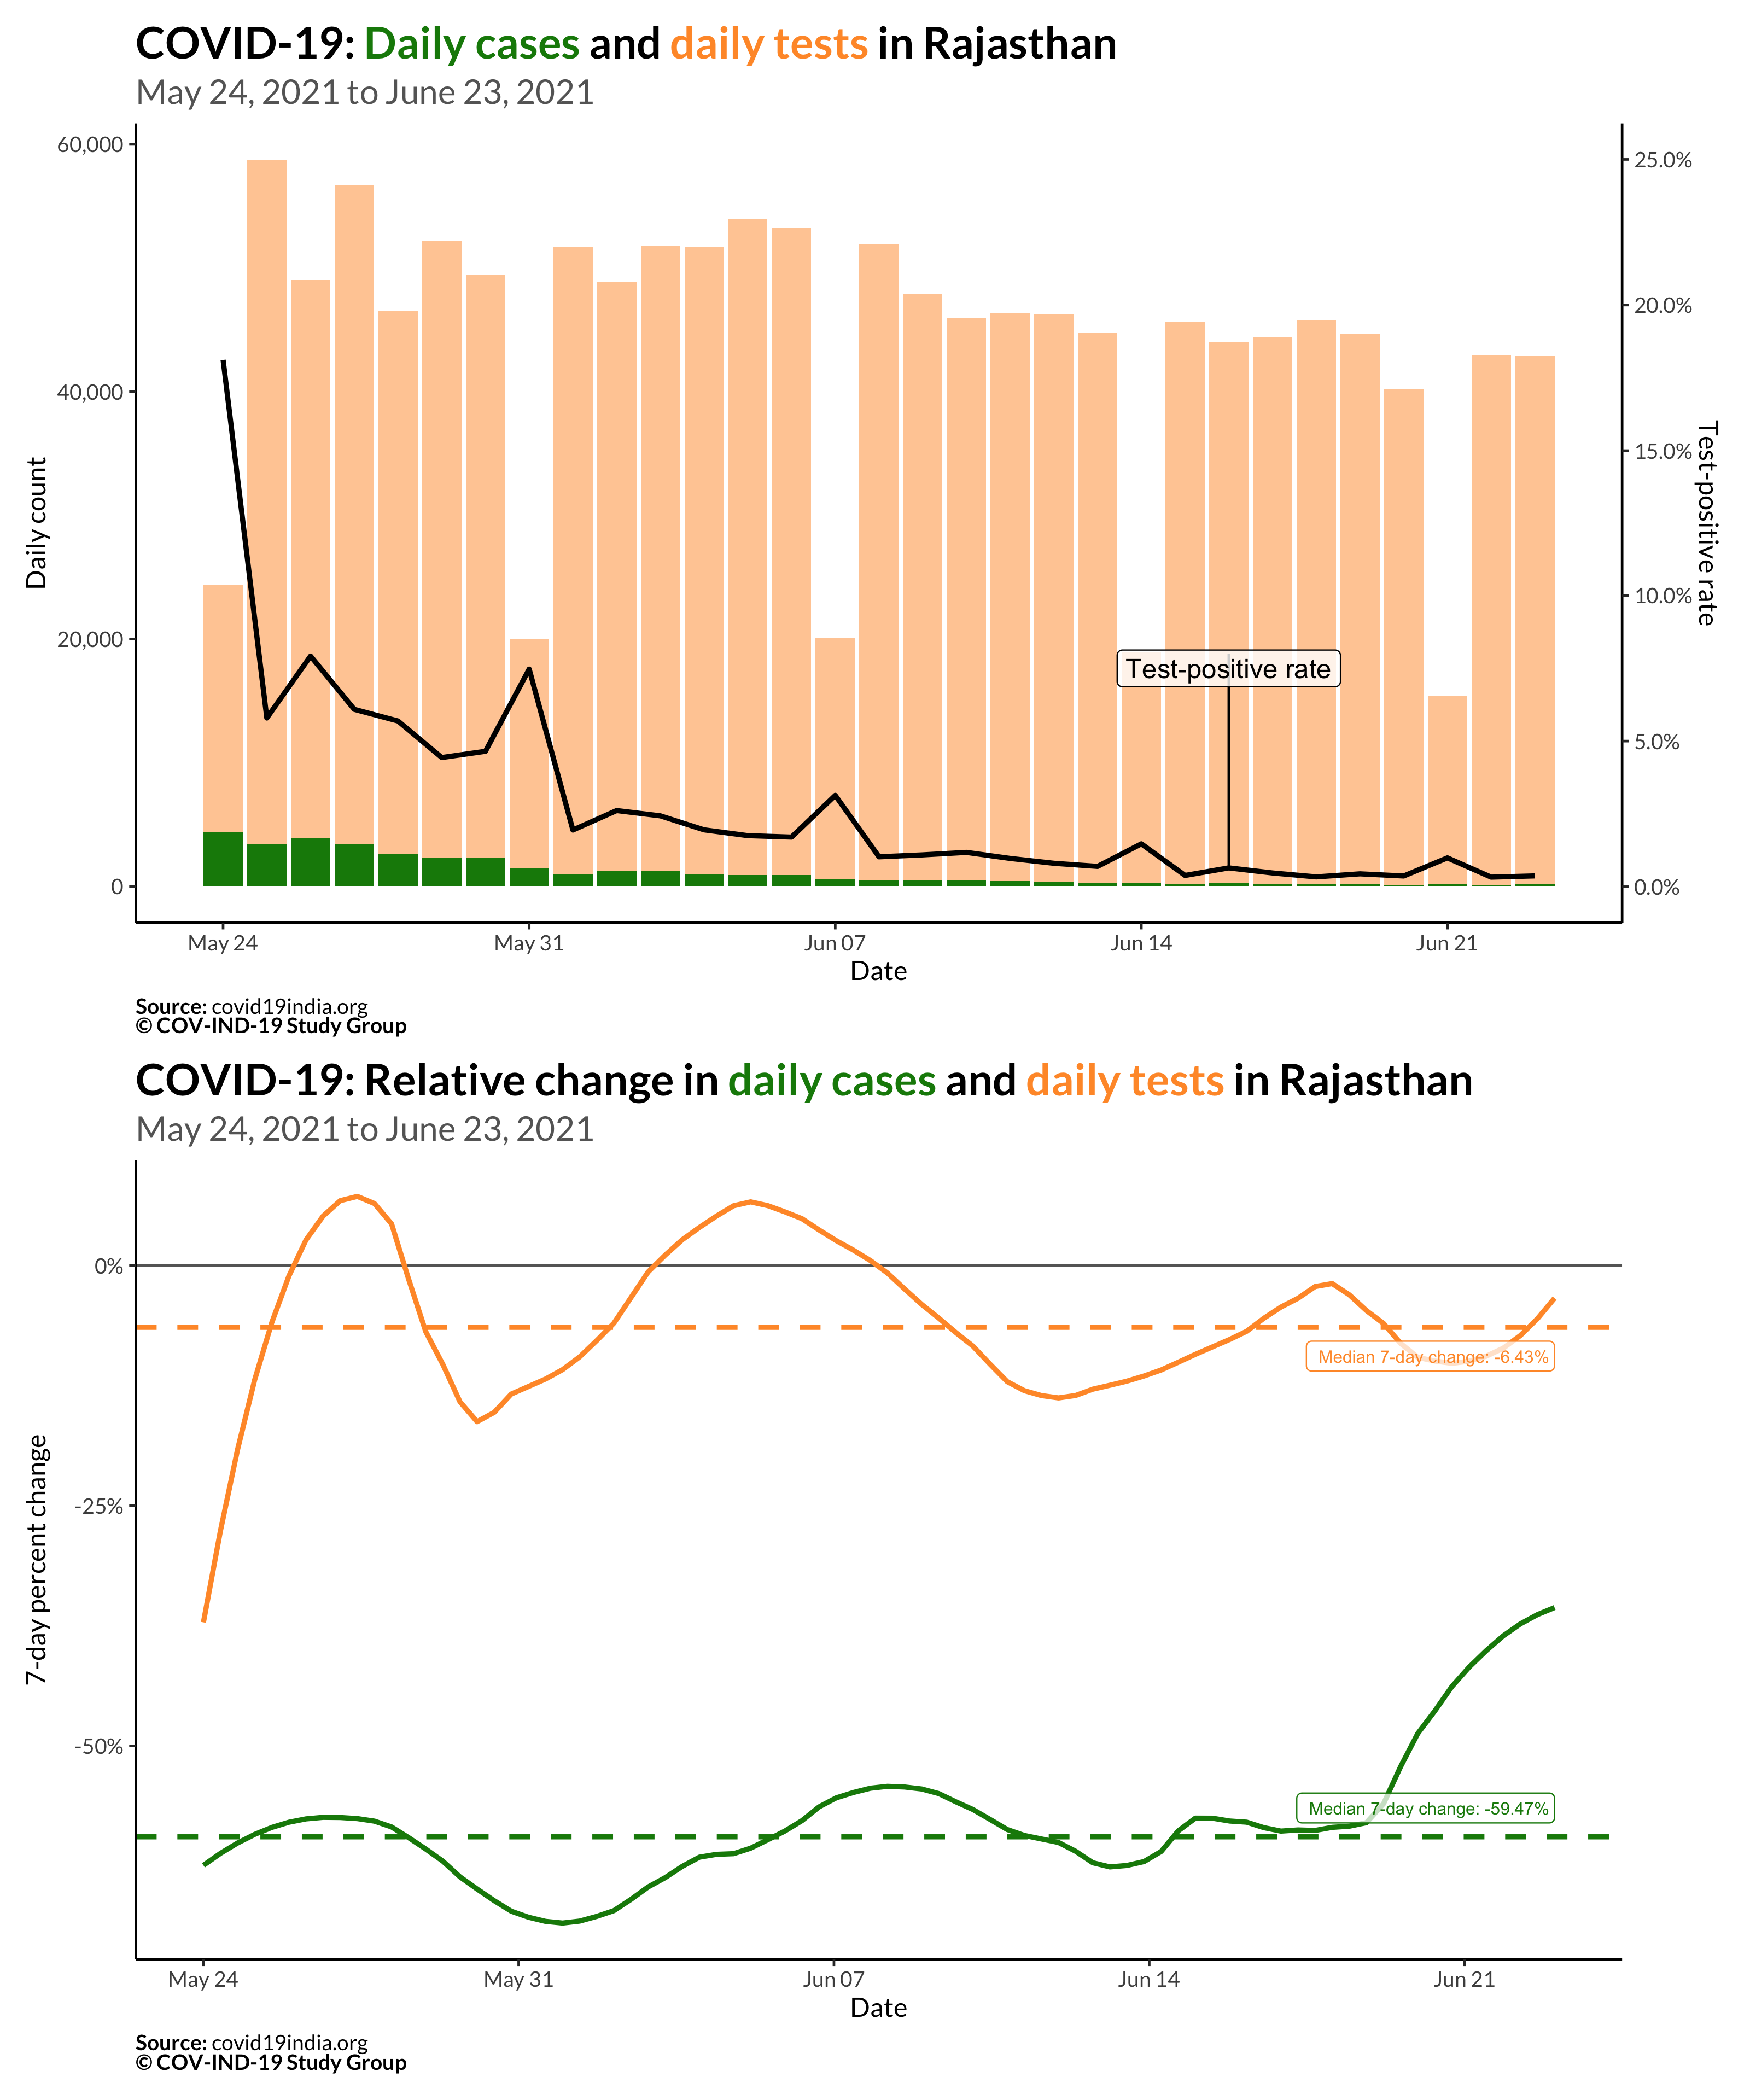 COVID-19: Daily cases and daily tests in Rajasthan
May 24, 2021 to June 23, 2021
60,000
40,000
20,000
0
Daily count
25.0%
20.0%
15.0%
10.0%
5.0%
0.0%
Test-positive rate
Test-positive rate
May 24
May 31
Jun 07
Jun 14
Jun 21
Date
Source: covid19india.org
© COV-IND-19 Study Group
COVID-19: Relative change in daily cases and daily tests in Rajasthan
May 24, 2021 to June 23, 2021
0%
-25%
-50%
7-day percent change
Median 7-day change: -6.43%
Median 7-day change: -59.47%
May 24
May 31
Jun 07
Jun 14
Jun 21
Date
Source: covid19india.org
© COV-IND-19 Study Group